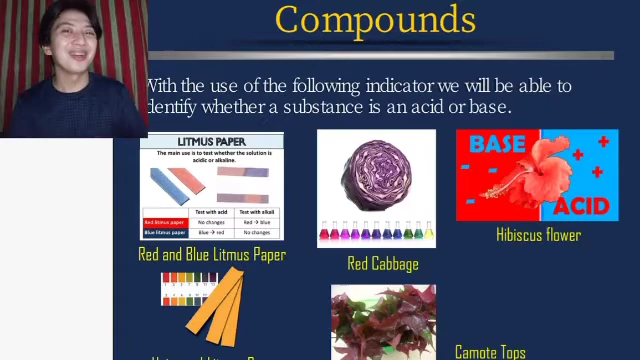 Compounds
With the use of the following indicator we will be able to
identify whether a substance is an acid or base.
LITMUS PAPER
The main use is to test whether the solution is
acidic or alkaline.
Test with acid Test with alkali
Red litmus paper No changes Red → blue
Blue litmus paper Blue → red No changes
BASE
ACID
Red and Blue Litmus Paper
Red Cabbage
Hibiscus flower
Camote Tops